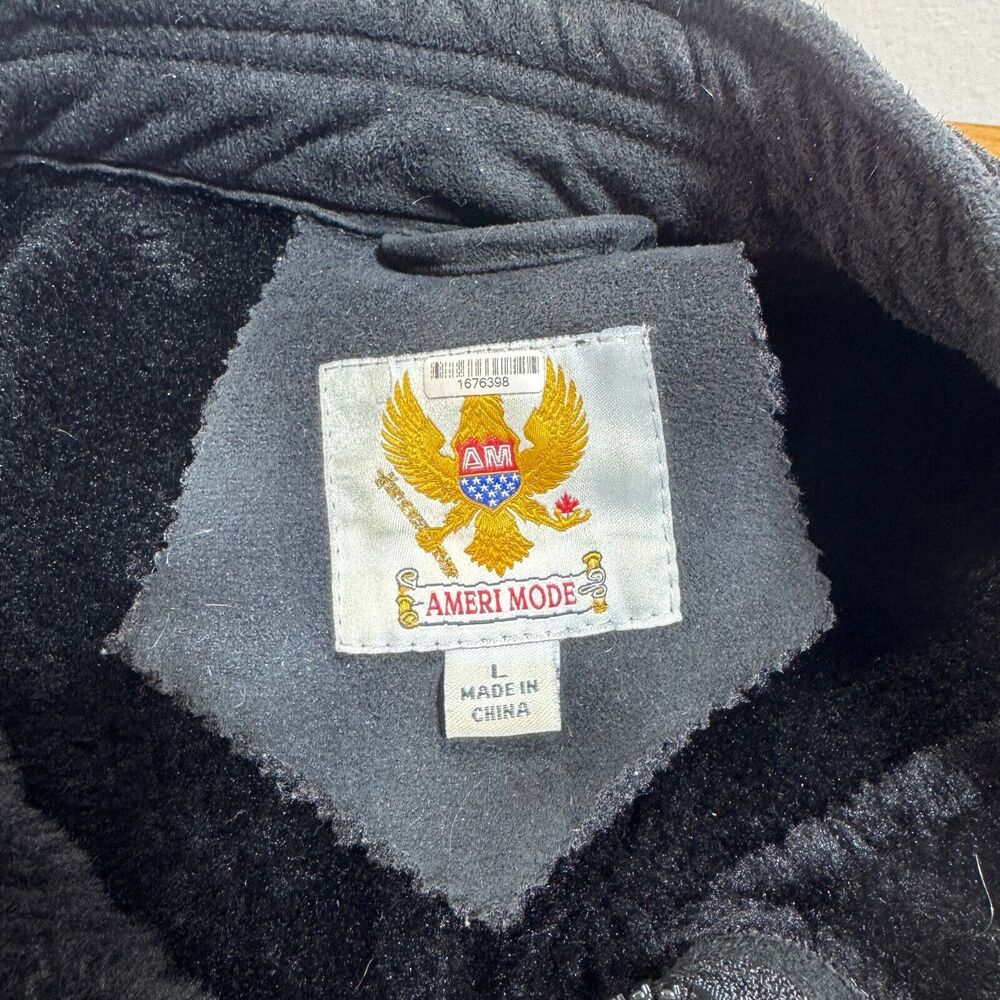 1676398
AM
AMERI MODE
L
MADE IN
CHINA